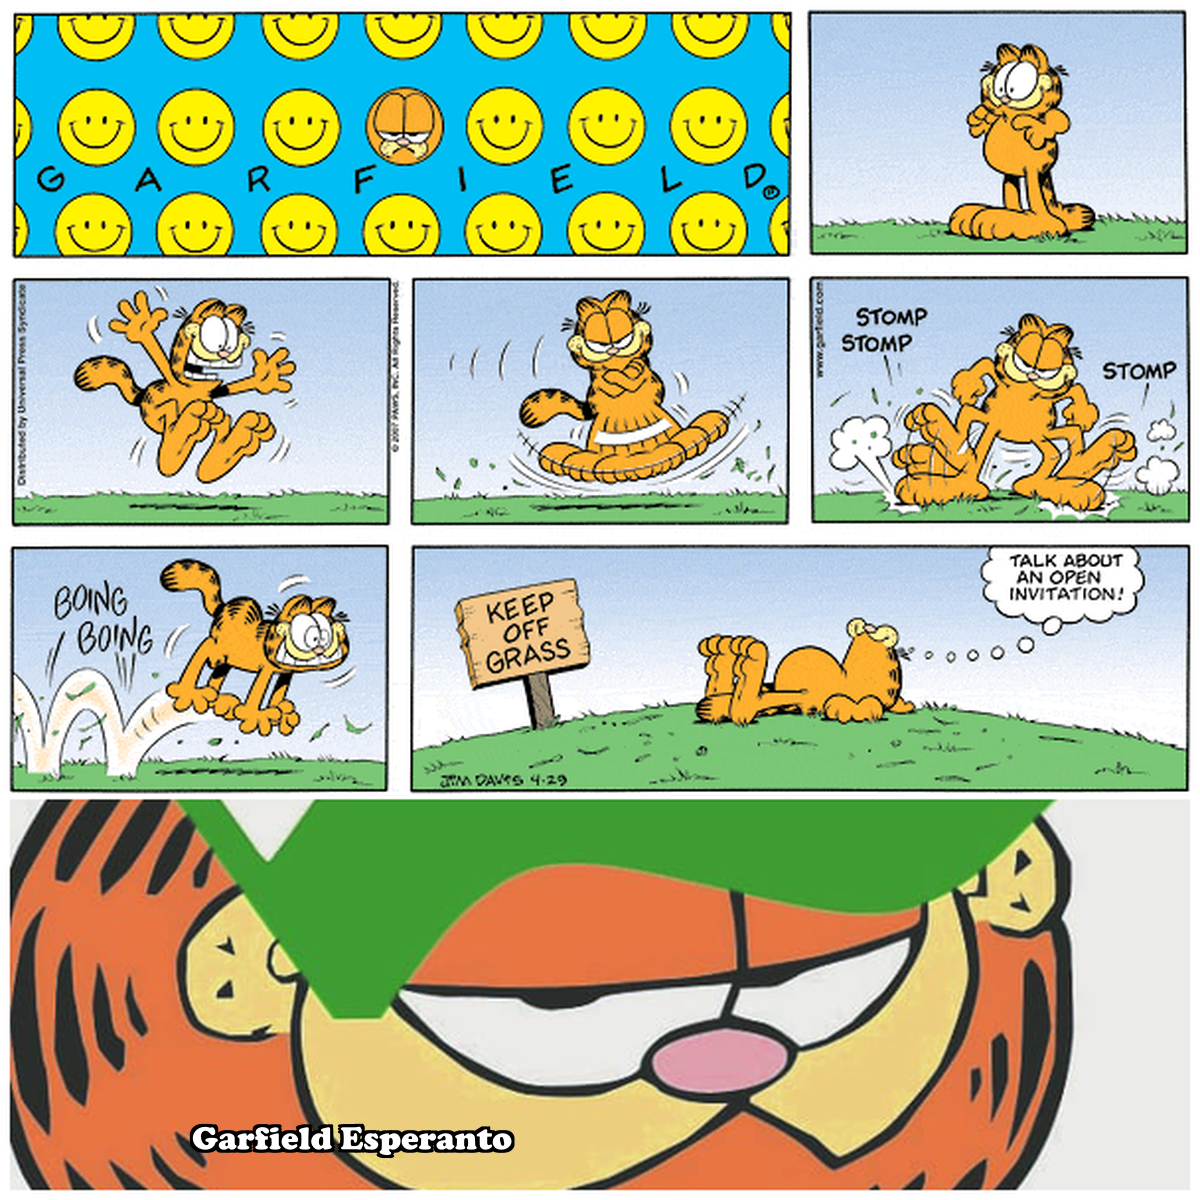 G A R F I E L D
Distributed by Universal Press Syndicate
© 2007 PAWS, INC. All Rights Reserved.
www.garfield.com
STOMP
STOMP
STOMP
BOING
BOING
KEEP
OFF
GRASS
TALK ABOUT
AN OPEN
INVITATION!
JIM DAVIS 4-29
Garfield Esperanto